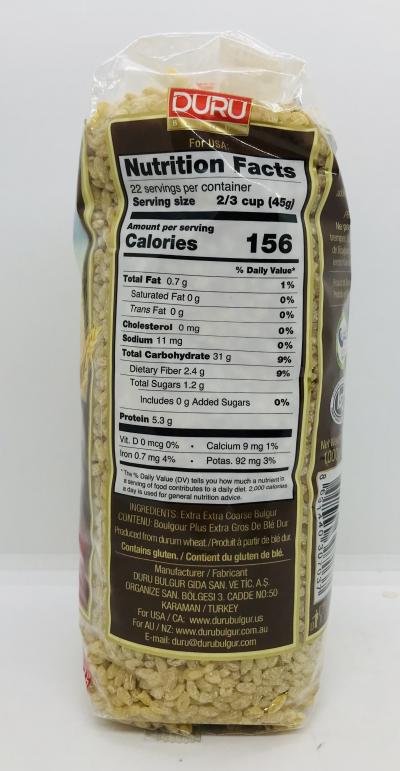 DURU
For USA:
Nutrition Facts
22 servings per container
Serving size 2/3 cup (45g)
Amount per serving
Calories 156
% Daily Value*
Total Fat 0.7 g 1%
Saturated Fat 0 g 0%
Trans Fat 0 g 0%
Cholesterol 0 mg 0%
Sodium 11 mg 0%
Total Carbohydrate 31 g 9%
Dietary Fiber 2.4 g 9%
Total Sugars 1.2 g
Includes 0 g Added Sugars 0%
Protein 5.3 g
Vit. D 0 mcg 0% • Calcium 9 mg 1%
Iron 0.7 mg 4% • Potas. 92 mg 3%
*The % Daily Value (DV) tells you how much a nutrient in
a serving of food contributes to a daily diet. 2,000 calories
a day is used for general nutrition advice.
INGREDIENTS: Extra Extra Coarse Bulgur
CONTENU: Boulgour Plus Extra Gros De Blé Dur
Produced from durum wheat./Produit à partir de blé dur.
Contains gluten. / Contient du gluten de blé.
Manufacturer / Fabricant
DURU BULGUR GIDA SAN. VE TİC. A.Ş.
ORGANIZE SAN. BÖLGESI 3. CADDE NO:50
KARAMAN / TURKEY
For USA / CA: www.durubulgur.us
For AU / NZ: www.durubulgur.com.au
E-mail: duru@durubulgur.com